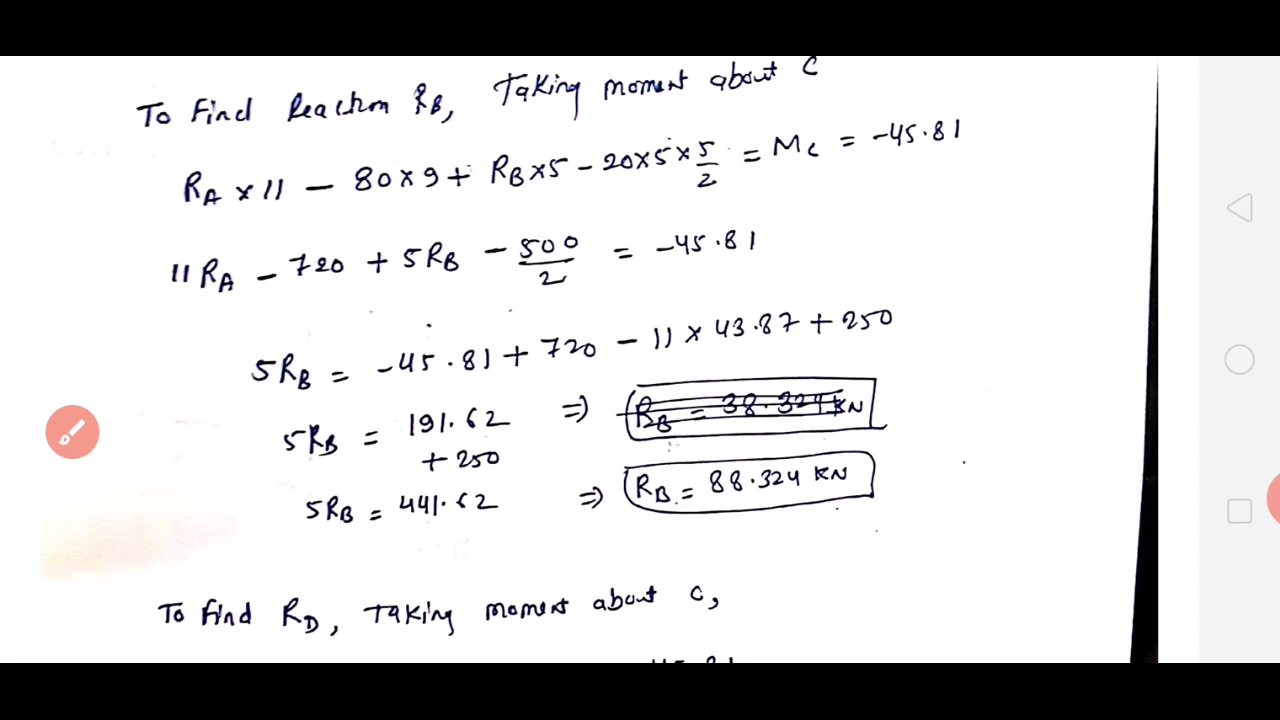 To Find Reaction RB, Taking moment about C
RA × 11 – 80 × 9 + RB × 5 – 20 × 5 × 5/2 = Mc = –45.81
11 RA – 720 + 5RB – 500/2 = –45.81
5RB = –45.81 + 720 – 11 × 43.87 + 250
5RB = 191.62 + 250 ⇒ RB = 38.324 KN
5RB = 441.62 ⇒ RB = 88.324 KN
To find RD, Taking moment about C,